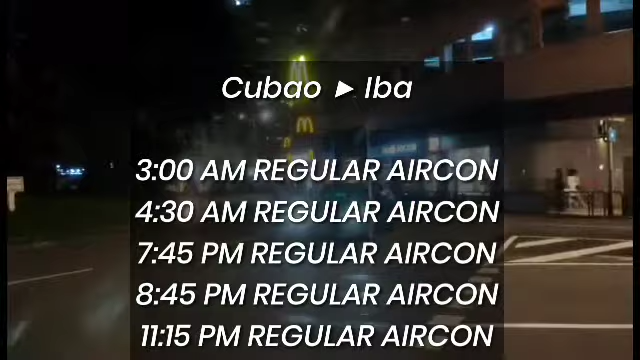 Cubao ► Iba
3:00 AM REGULAR AIRCON
4:30 AM REGULAR AIRCON
7:45 PM REGULAR AIRCON
8:45 PM REGULAR AIRCON
11:15 PM REGULAR AIRCON